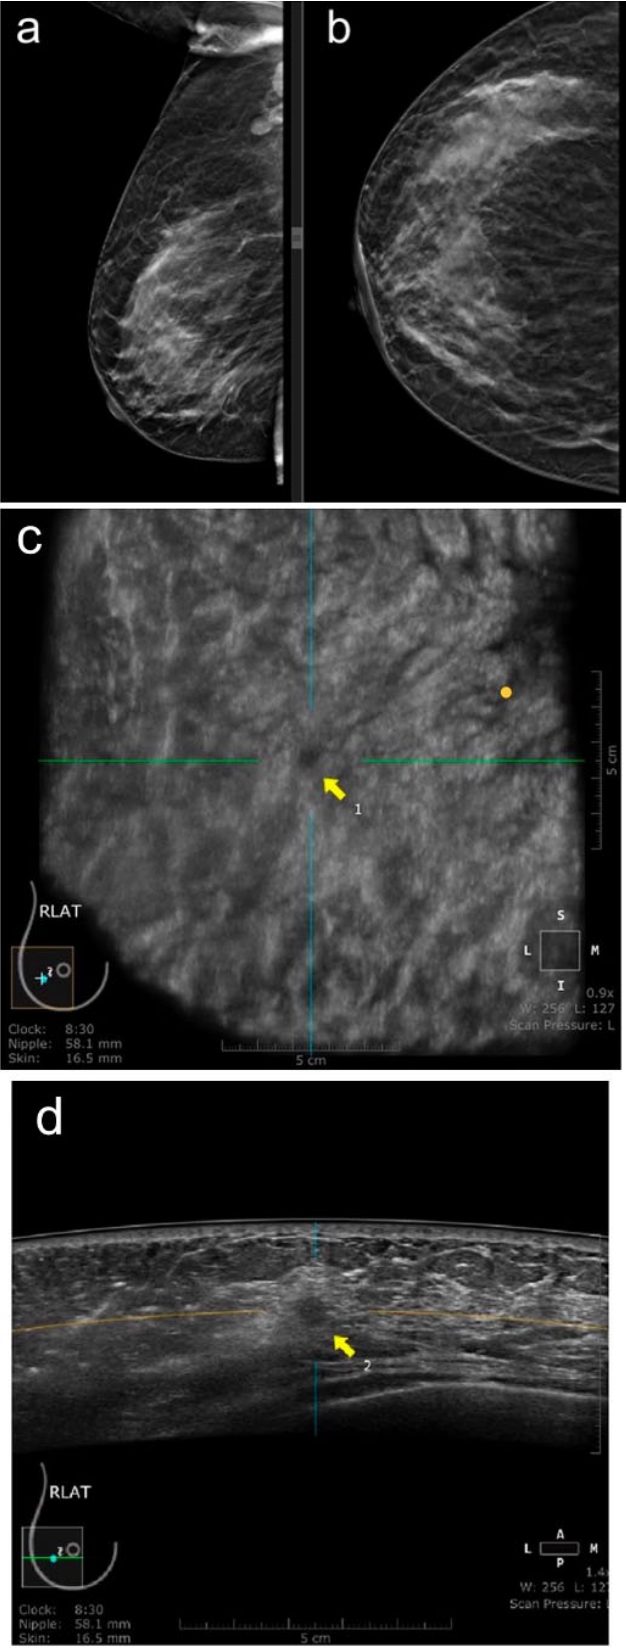 a
b
c
1
5 cm
RLAT
S
L M
I
0.9x
W: 256 L: 127
Scan Pressure: L
Clock: 8:30
Nipple: 58.1 mm
Skin: 16.5 mm
5 cm
d
2
RLAT
A
L M
P
W: 256 L: 127
Scan Pressure: L
Clock: 8:30
Nipple: 58.1 mm
Skin: 16.5 mm
5 cm